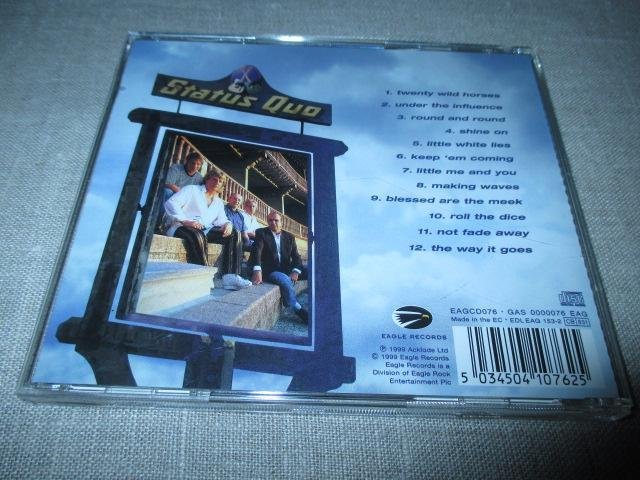 Status Quo
1. twenty wild horses
2. under the influence
3. round and round
4. shine on
5. little white lies
6. keep 'em coming
7. little me and you
8. making waves
9. blessed are the meek
10. roll the dice
11. not fade away
12. the way it goes
EAGLE RECORDS
℗ 1999 Acklode Ltd
© 1999 Eagle Records
Eagle Records is a
Division of Eagle Rock
Entertainment Plc
EAGCD076 · GAS 0000076 EAG
Made in the EC · EDL EAG 153-2 CB 831
5 034504 107625